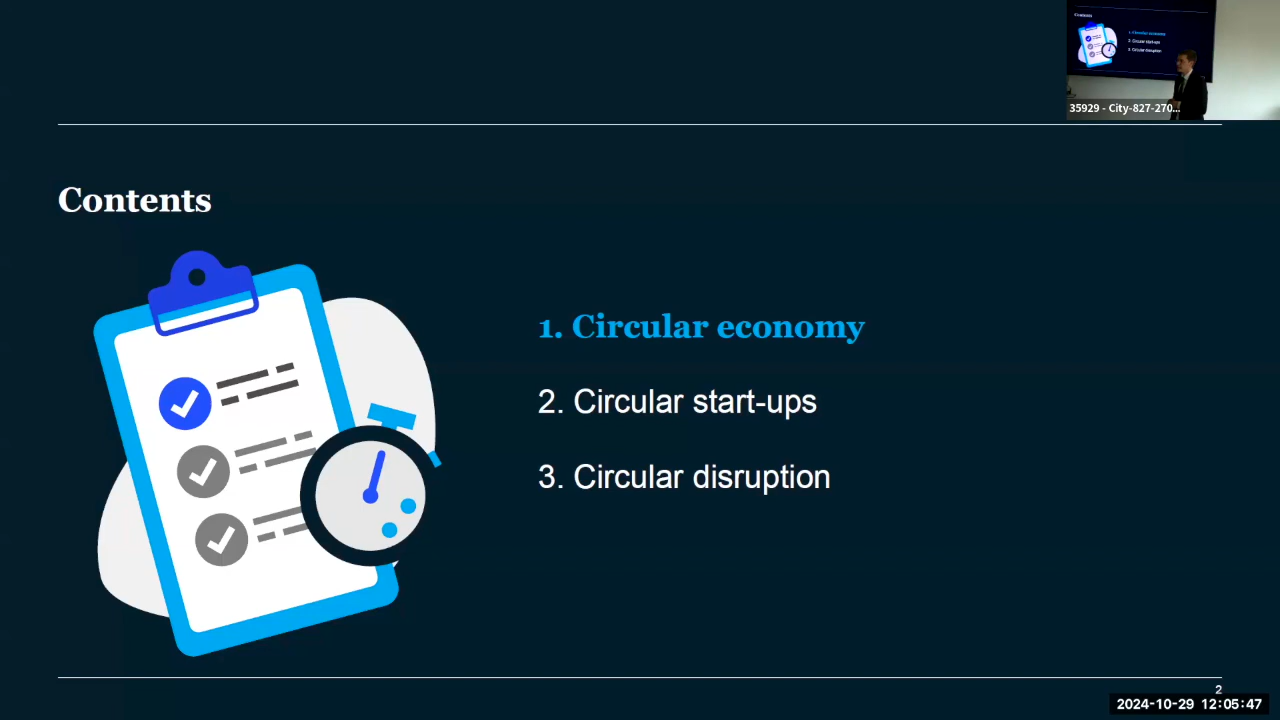 35929 - City-827-270...
Contents
1. Circular economy
2. Circular start-ups
3. Circular disruption
2
2024-10-29 12:05:47